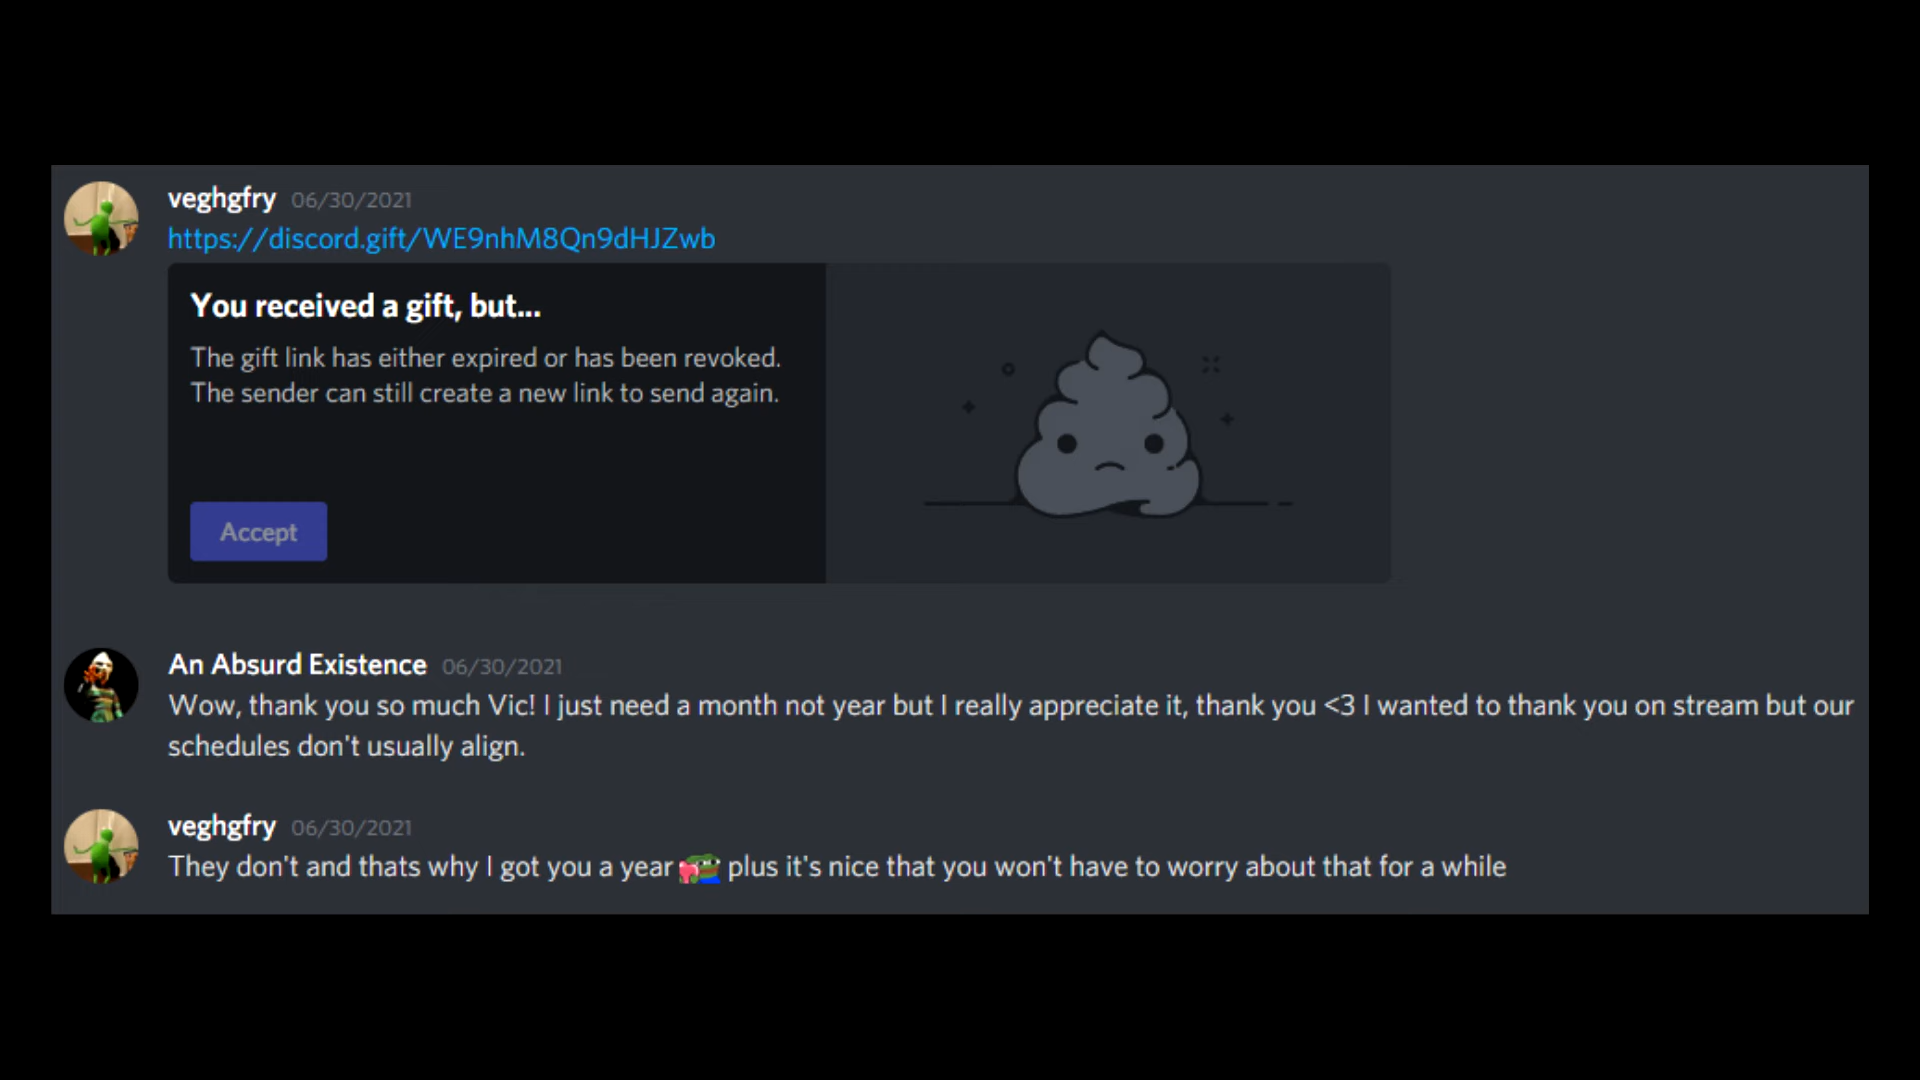 veghgfry 06/30/2021
https://discord.gift/WE9nhM8Qn9dHJZwb
You received a gift, but...
The gift link has either expired or has been revoked.
The sender can still create a new link to send again.
Accept
An Absurd Existence 06/30/2021
Wow, thank you so much Vic! I just need a month not year but I really appreciate it, thank you <3 I wanted to thank you on stream but our
schedules don't usually align.
veghgfry 06/30/2021
They don't and thats why I got you a year plus it's nice that you won't have to worry about that for a while